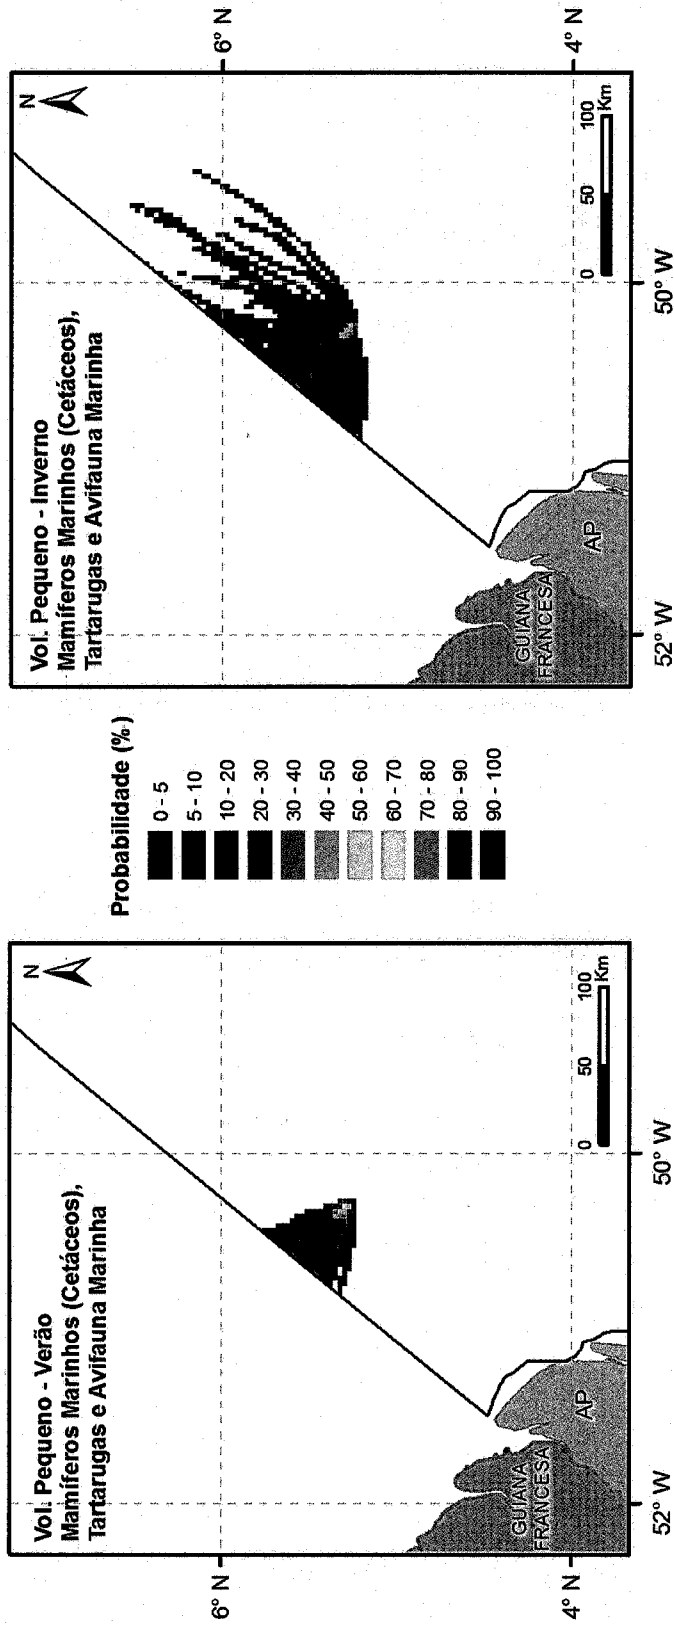 Vol. Pequeno - Verão
Mamíferos Marinhos (Cetáceos),
Tartarugas e Avifauna Marinha
N
6° N
4° N
GUIANA
FRANCESA
AP
0 50 100
Km
52° W
50° W
Probabilidade (%)
0 - 5
5 - 10
10 - 20
20 - 30
30 - 40
40 - 50
50 - 60
60 - 70
70 - 80
80 - 90
90 - 100
Vol. Pequeno - Inverno
Mamíferos Marinhos (Cetáceos),
Tartarugas e Avifauna Marinha
N
6° N
4° N
GUIANA
FRANCESA
AP
0 50 100
Km
52° W
50° W